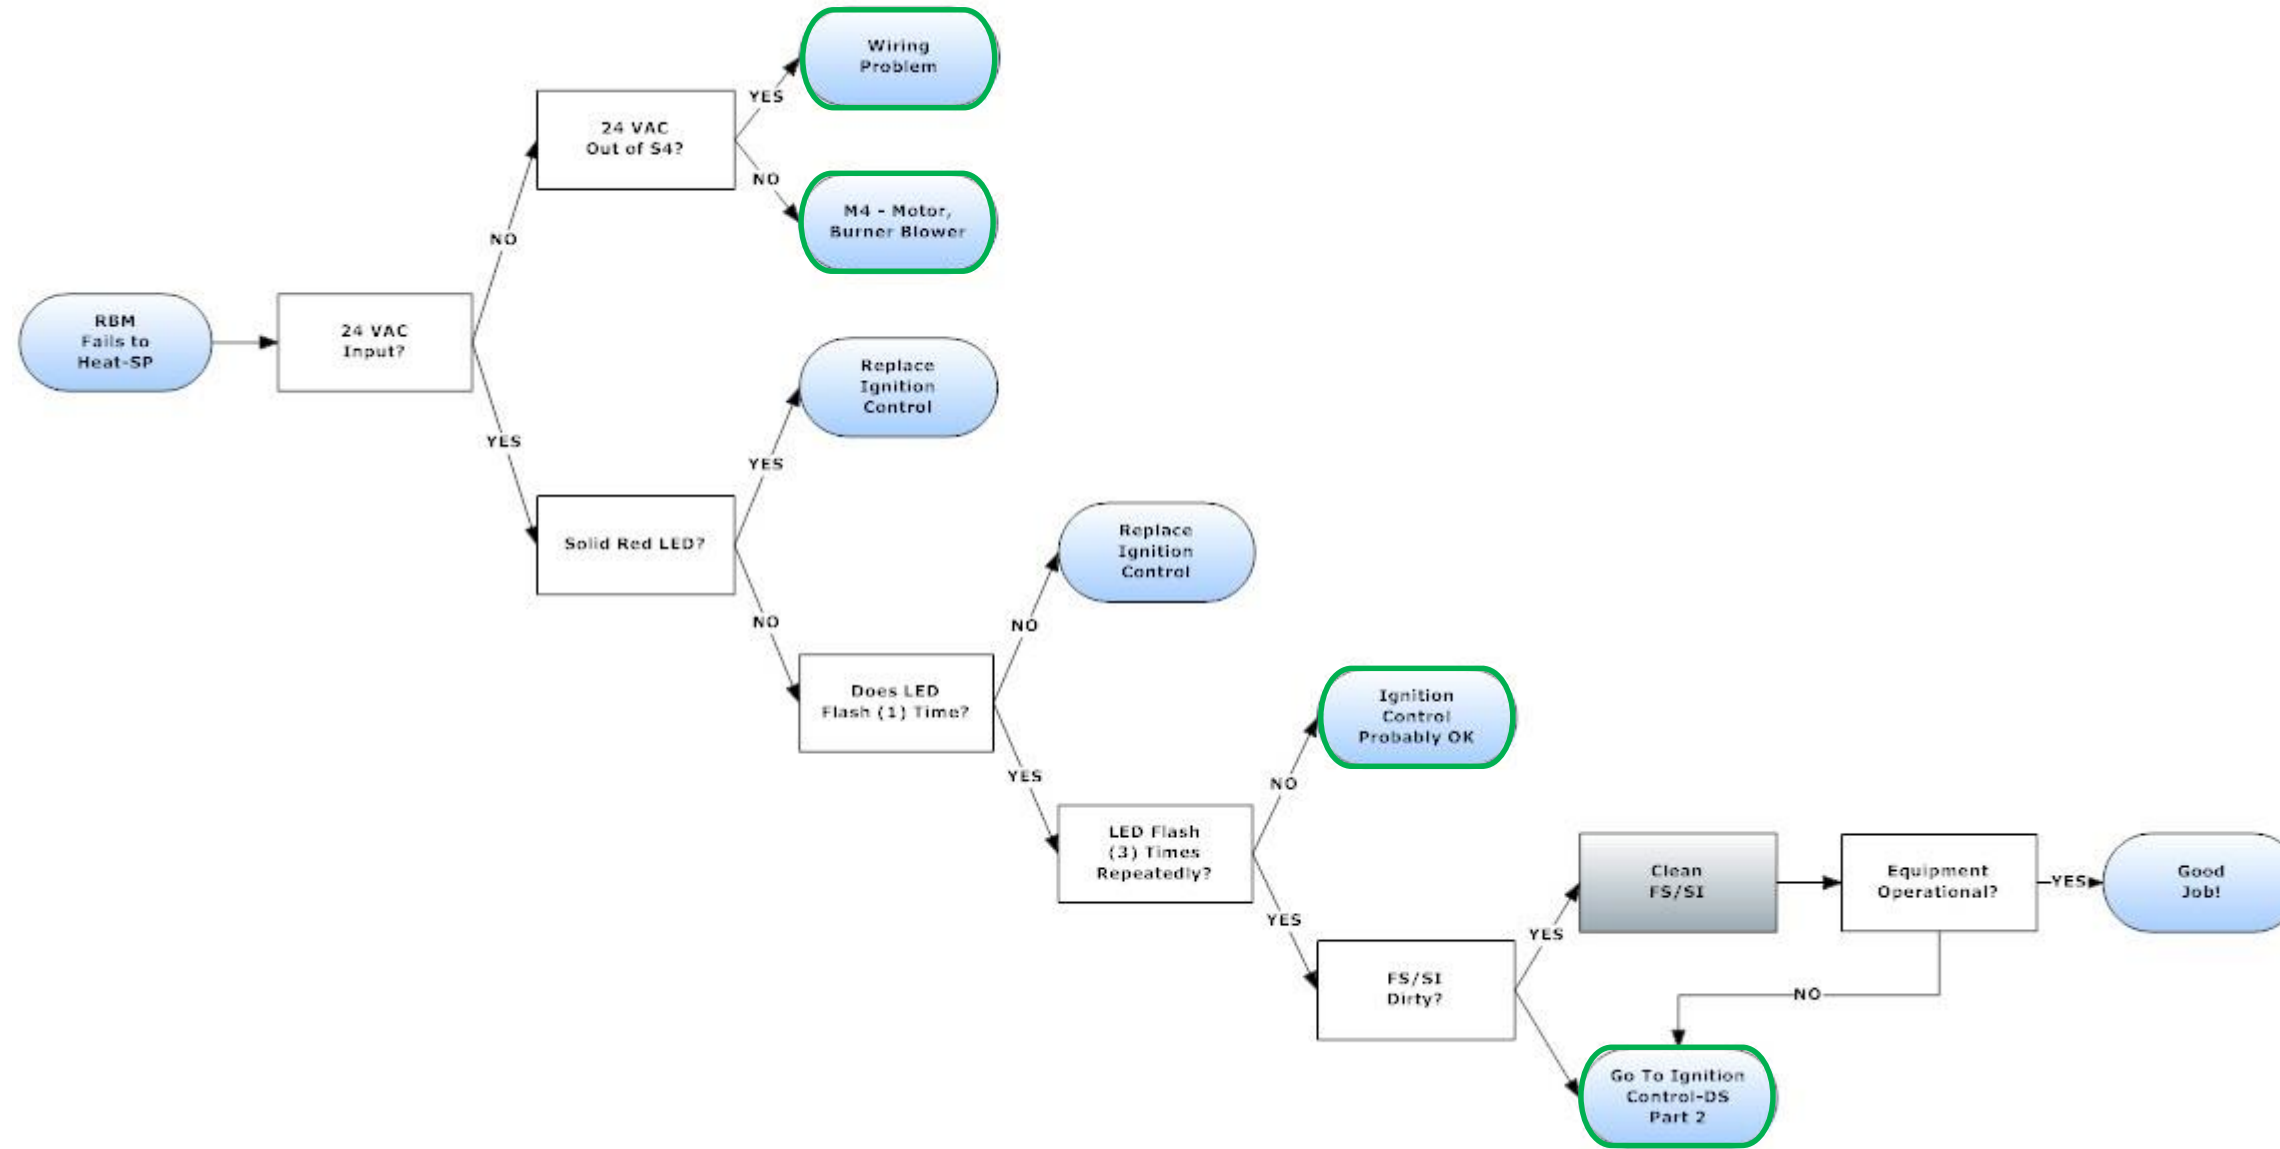 Wiring
Problem
YES
24 VAC
Out of S4?
NO
M4 - Motor,
Burner Blower
NO
RBM
Fails to
Heat-SP
24 VAC
Input?
Replace
Ignition
Control
YES
YES
Solid Red LED?
Replace
Ignition
Control
NO
NO
Does LED
Flash (1) Time?
Ignition
Control
Probably OK
YES
NO
LED Flash
(3) Times
Repeatedly?
Clean
FS/SI
Equipment
Operational?
YES
Good
Job!
YES
YES
FS/SI
Dirty?
NO
Go To Ignition
Control-DS
Part 2